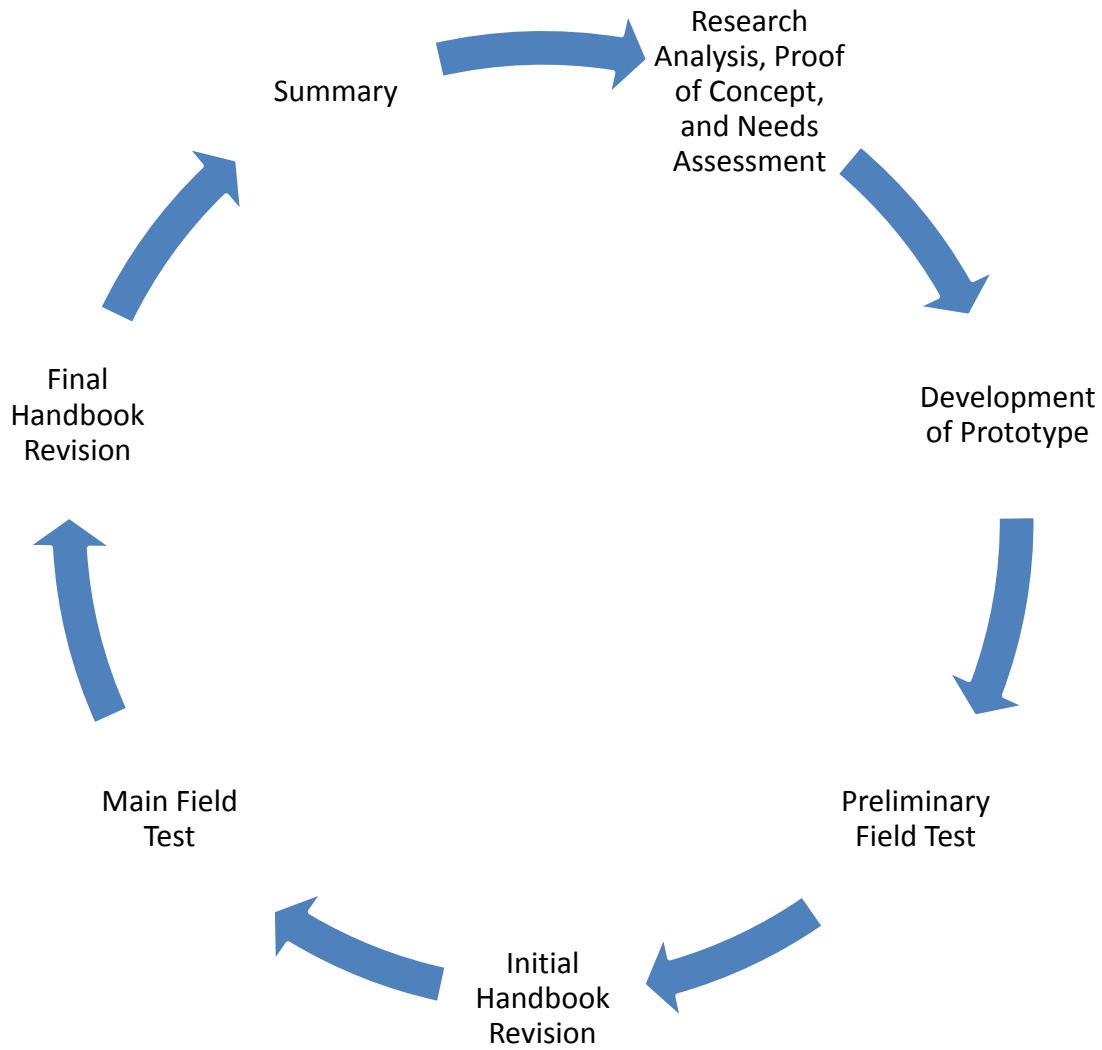 Research
Analysis, Proof
of Concept,
and Needs
Assessment
Development
of Prototype
Preliminary
Field Test
Initial
Handbook
Revision
Main Field
Test
Final
Handbook
Revision
Summary